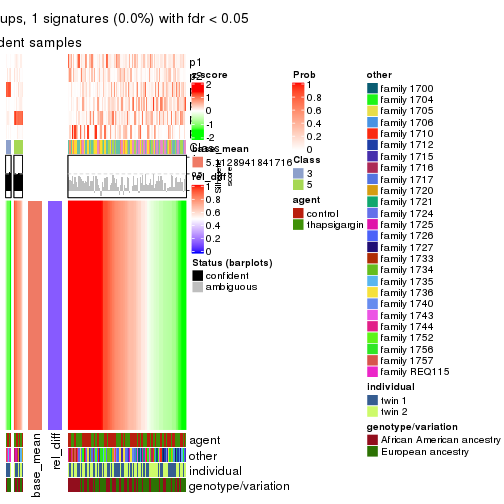 ups, 1 signatures (0.0%) with fdr < 0.05
dent samples
p1
Class
agent
other
individual
genotype/variation
base_mean
rel_diff
z-score
2
1
0
-1
-2
base_mean
5.1128941841716
rel_diff
1
0.8
0.6
0.4
0.2
0
Status (barplots)
confident
ambiguous
Prob
1
0.8
0.6
0.4
0.2
0
Class
3
5
agent
control
thapsigargin
other
family 1700
family 1704
family 1705
family 1706
family 1710
family 1712
family 1715
family 1716
family 1717
family 1720
family 1721
family 1724
family 1725
family 1726
family 1727
family 1733
family 1734
family 1735
family 1736
family 1740
family 1743
family 1744
family 1752
family 1756
family 1757
family REQ115
individual
twin 1
twin 2
genotype/variation
African American ancestry
European ancestry